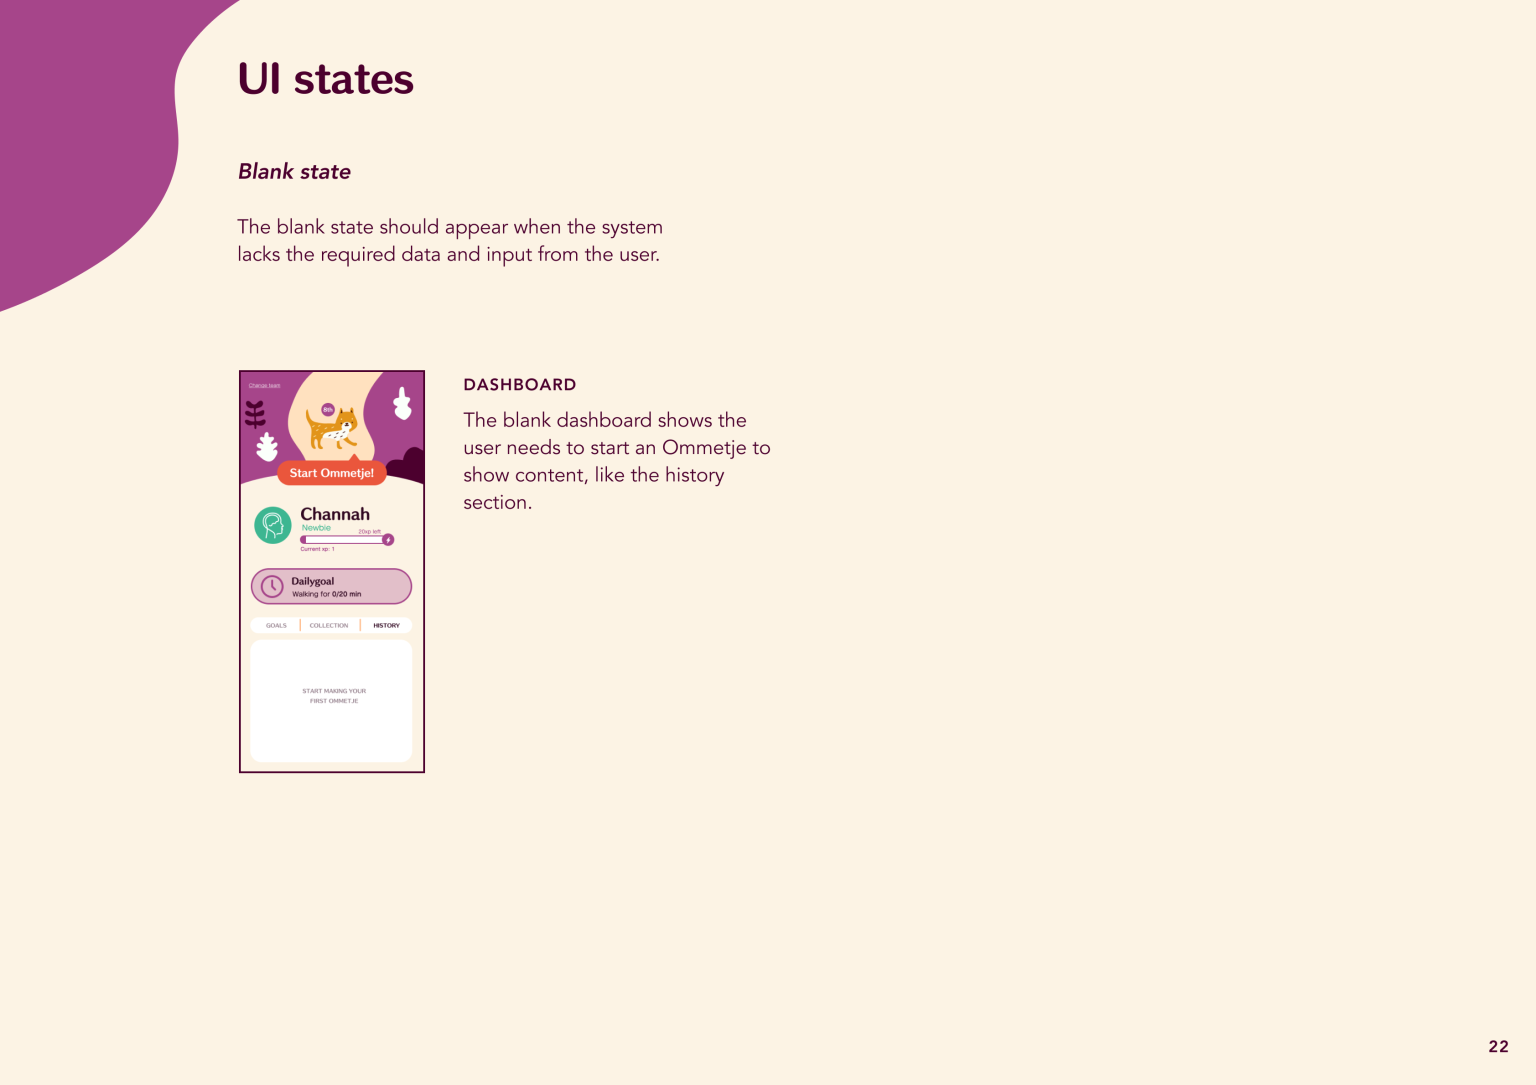 UI states
Blank state
The blank state should appear when the system
lacks the required data and input from the user.
Change team
8th
Start Ommetje!
Channah
Newbie
20xp left
Current xp: 1
Dailygoal
Walking for 0/20 min
GOALS
COLLECTION
HISTORY
START MAKING YOUR
FIRST OMMETJE
DASHBOARD
The blank dashboard shows the
user needs to start an Ommetje to
show content, like the history
section.
22